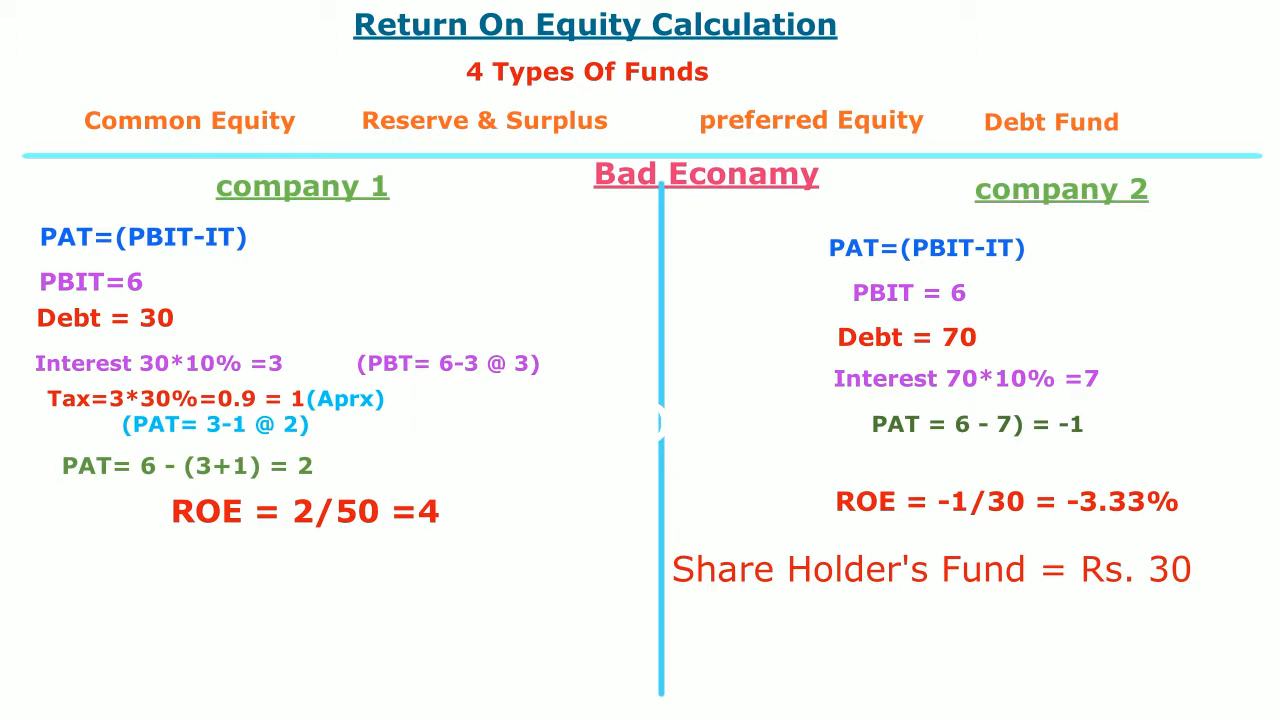 Return On Equity Calculation
4 Types Of Funds
Common Equity
Reserve & Surplus
preferred Equity
Debt Fund
Bad Econamy
company 1
PAT=(PBIT-IT)
PBIT=6
Debt = 30
Interest 30*10% =3 (PBT= 6-3 @ 3)
Tax=3*30%=0.9 = 1(Aprx)
(PAT= 3-1 @ 2)
PAT= 6 - (3+1) = 2
ROE = 2/50 =4
company 2
PAT=(PBIT-IT)
PBIT = 6
Debt = 70
Interest 70*10% =7
PAT = 6 - 7) = -1
ROE = -1/30 = -3.33%
Share Holder's Fund = Rs. 30